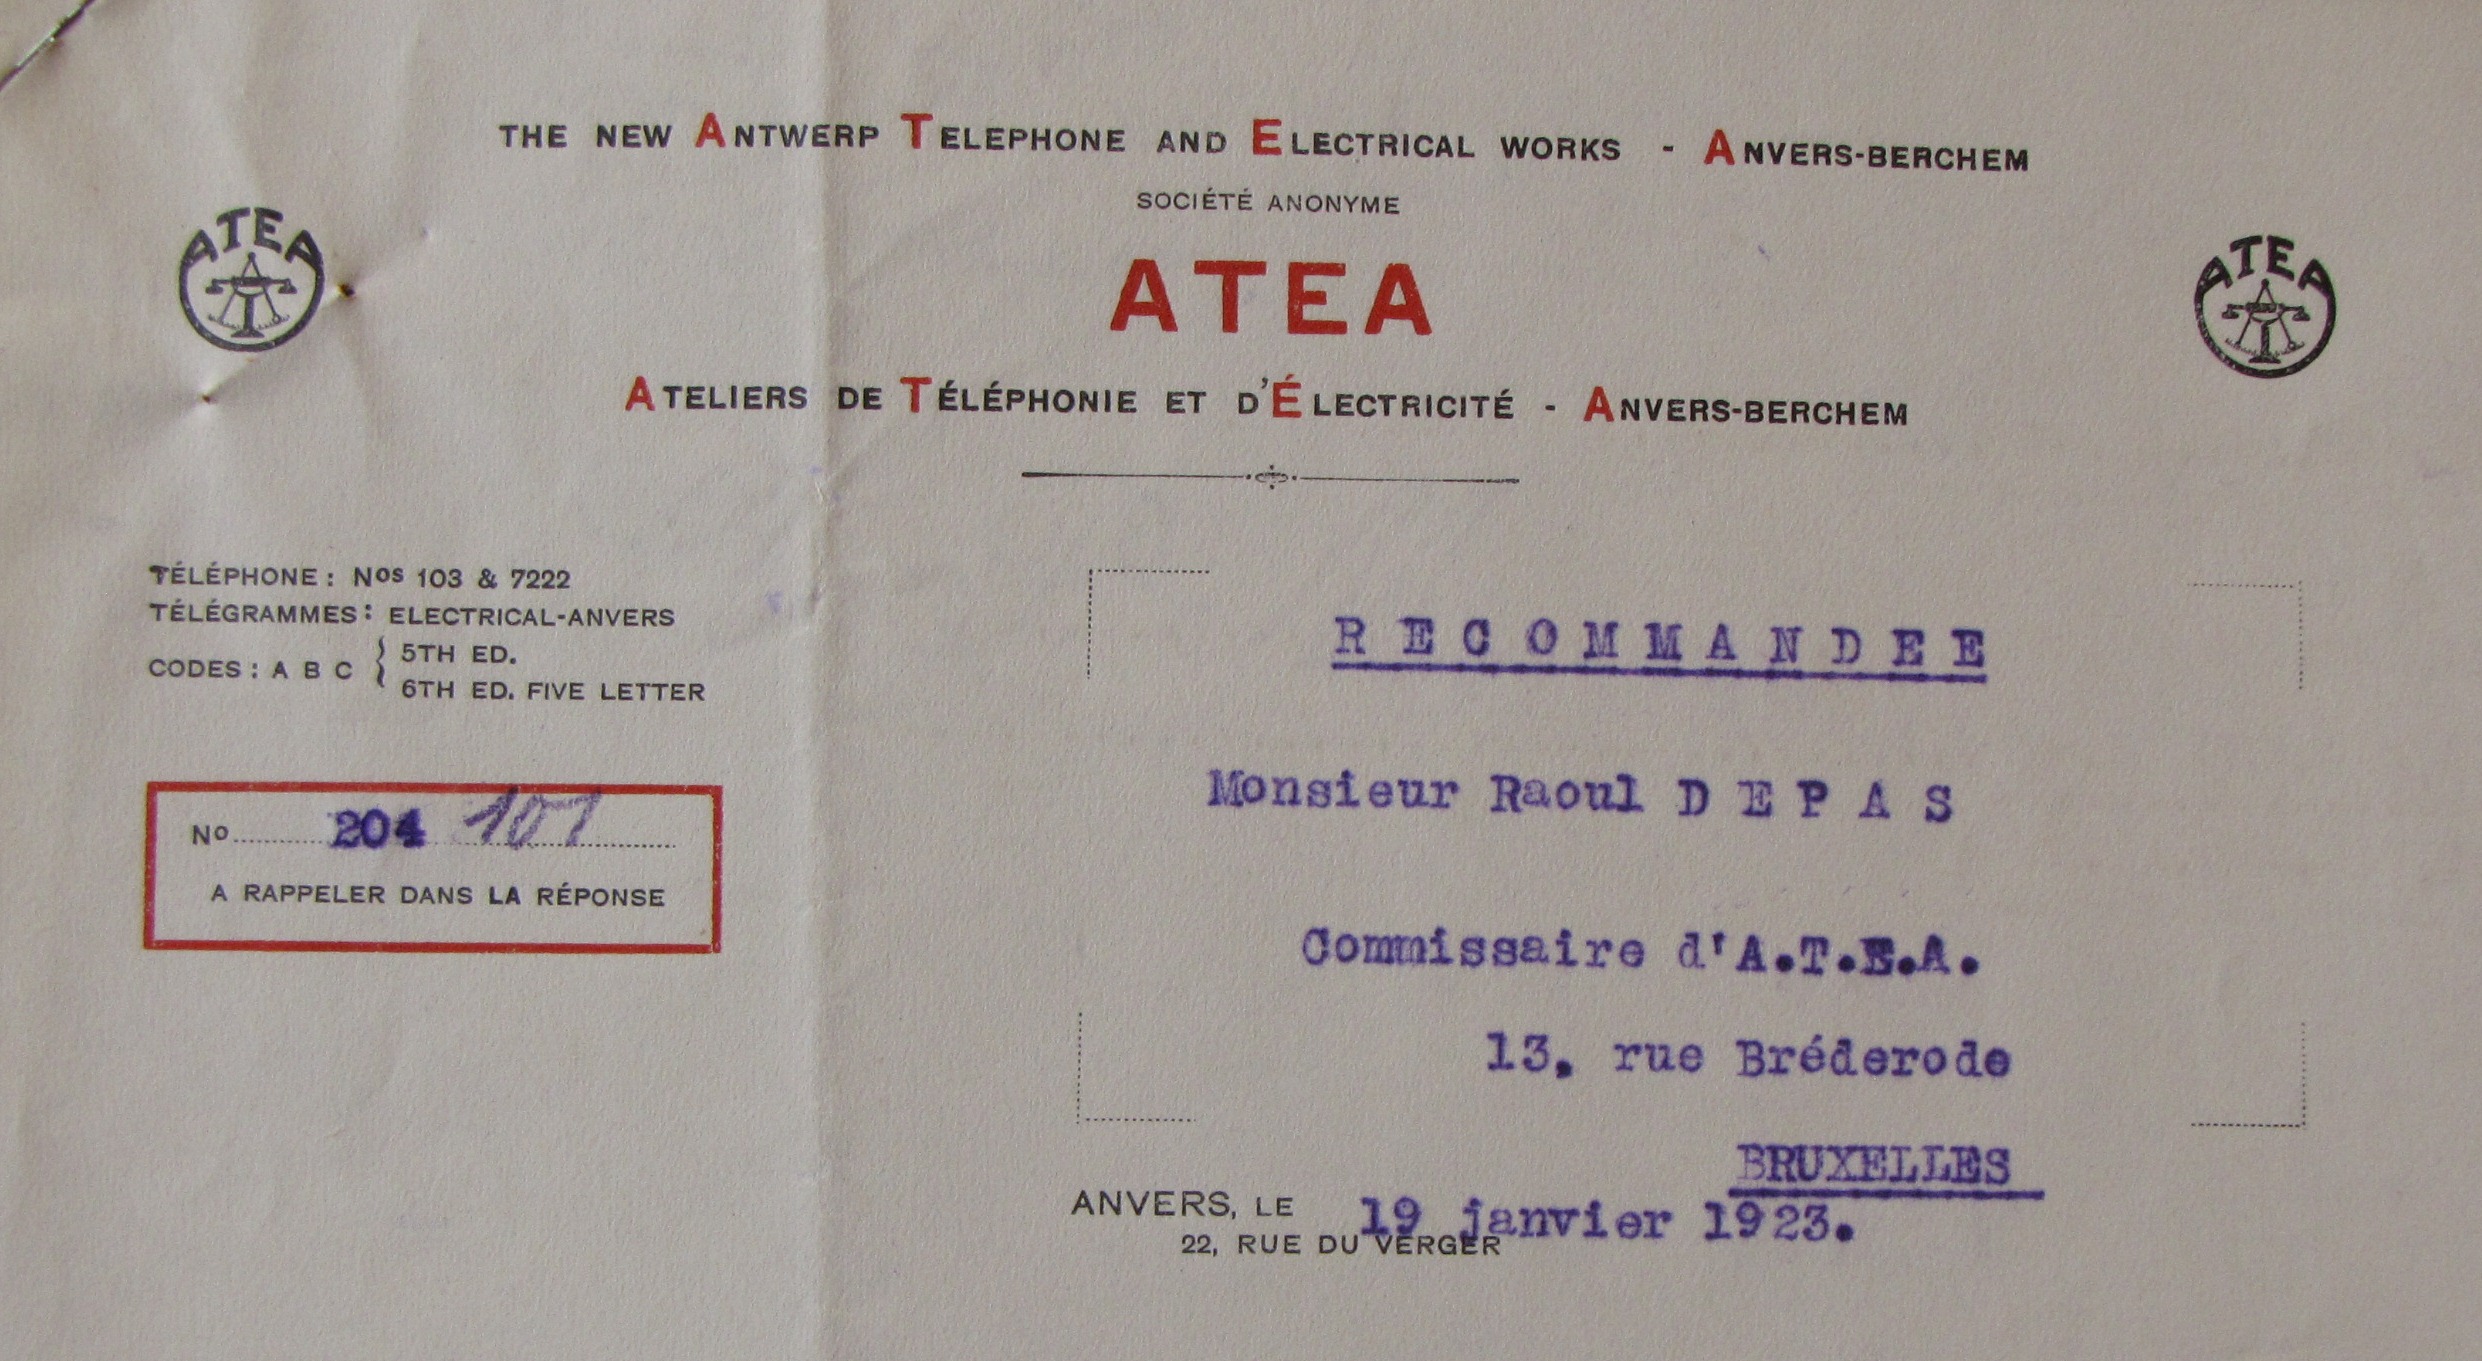 THE NEW ANTWERP TELEPHONE AND ELECTRICAL WORKS - ANVERS-BERCHEM
SOCIÉTÉ ANONYME
ATEA
ATEA
ATEA
ATELIERS DE TÉLÉPHONIE ET D'ÉLECTRICITÉ - ANVERS-BERCHEM
TÉLÉPHONE: Nos 103 & 7222
TÉLÉGRAMMES: ELECTRICAL-ANVERS
CODES: A B C { 5TH ED.
6TH ED. FIVE LETTER
RECOMMANDEE
Monsieur Raoul DEPAS
No 204 101
A RAPPELER DANS LA RÉPONSE
Commissaire d'A.T.E.A.
13, rue Bréderode
BRUXELLES
ANVERS, LE 19 janvier 1923.
22, RUE DU VERGER